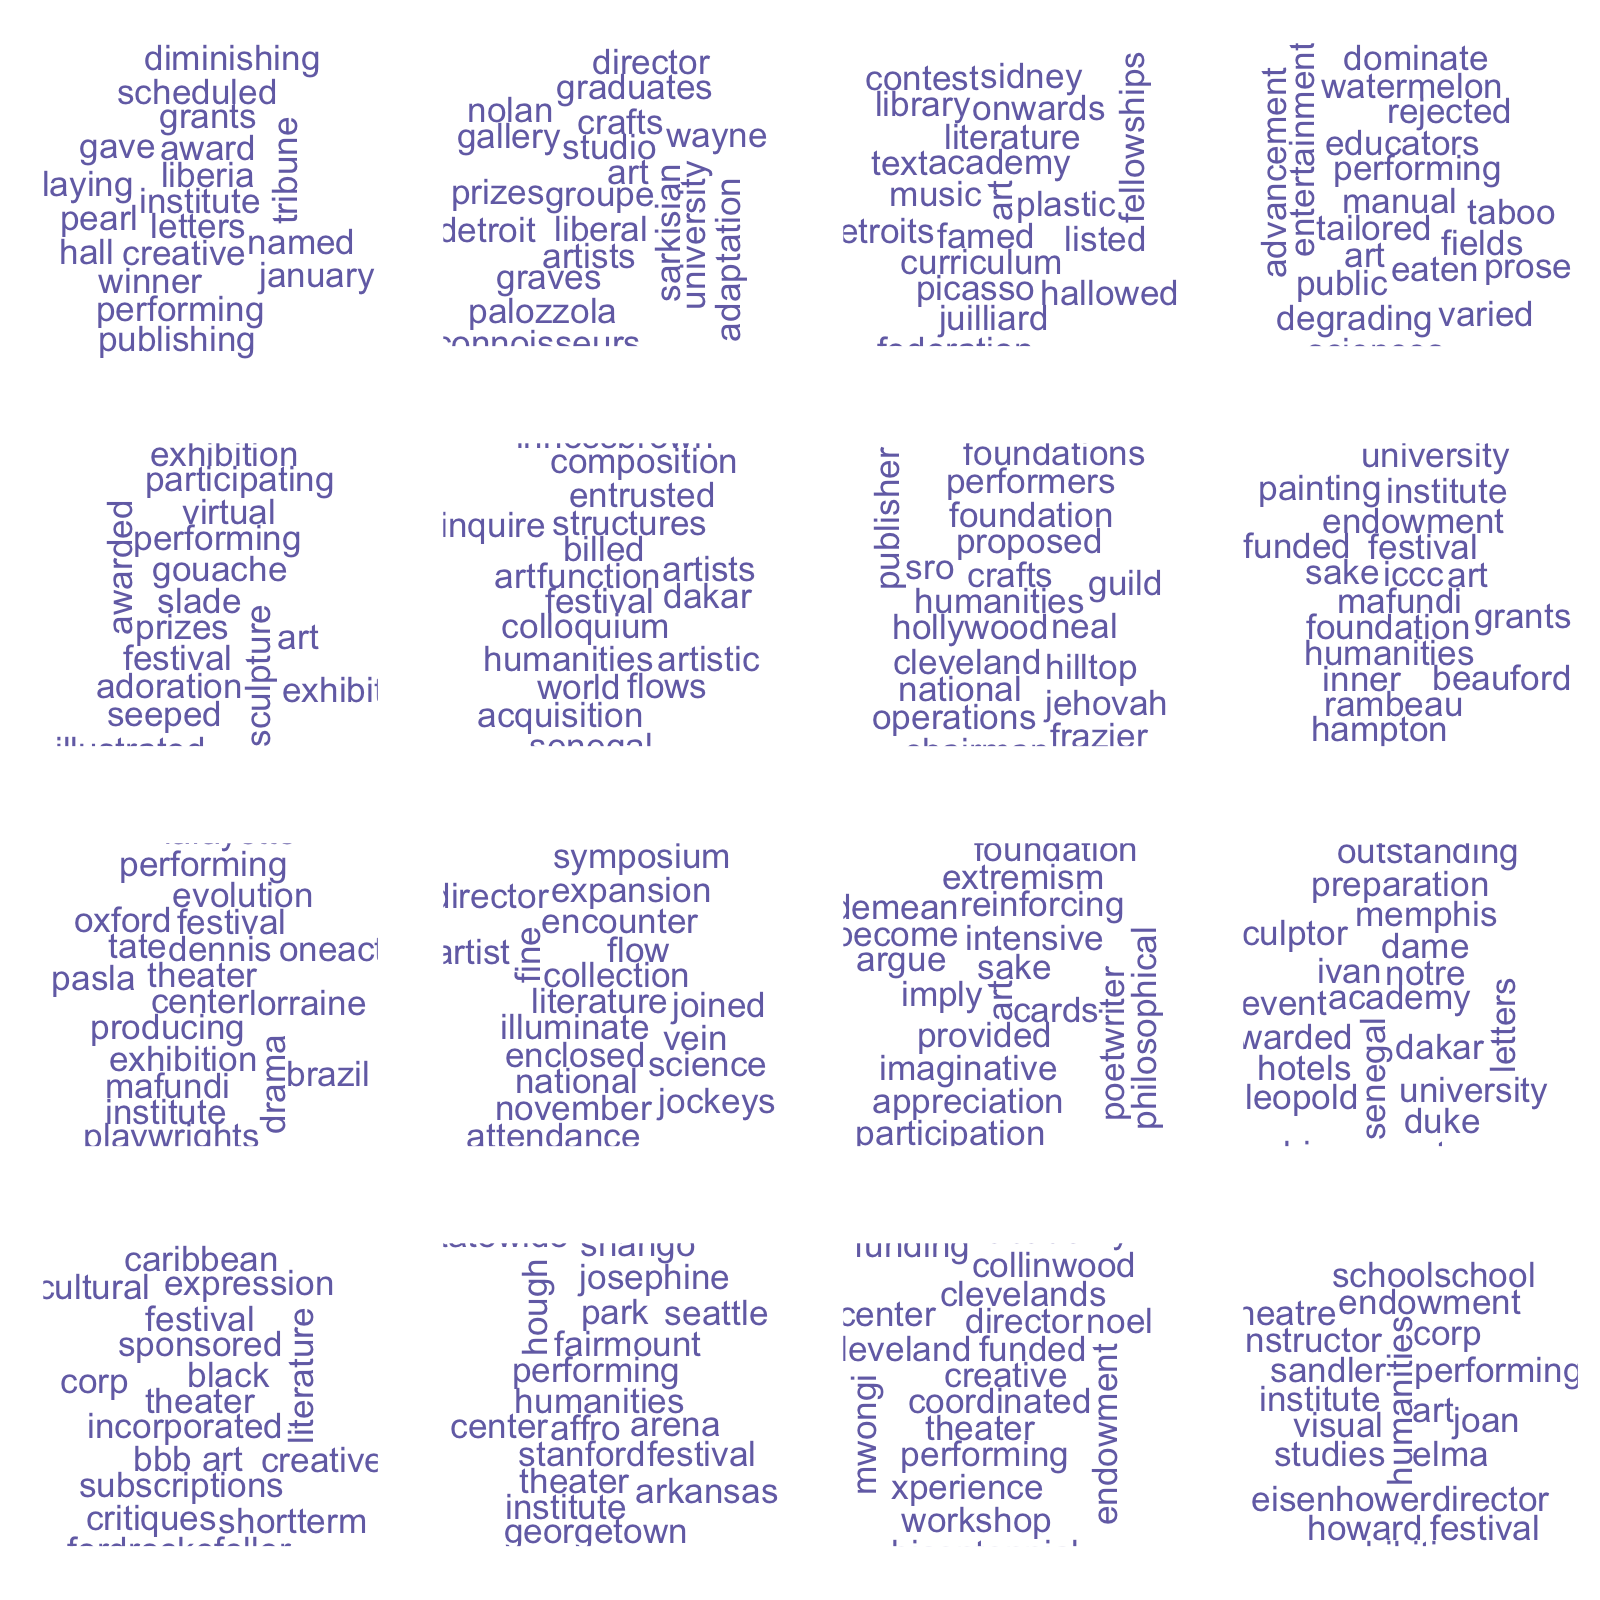 diminishing
scheduled
grants
tribune
gave award
liberia
laying
institute
pearl letters
hall creative named
winner january
performing
publishing
director
graduates
nolan
crafts
gallery wayne
studio
art
prizes groupe
sarkisian
university
adaptation
detroit liberal
artists
graves
palozzola
connoisseurs
contest sidney
fellowships
library onwards
literature
text academy
music art plastic
etroits famed listed
curriculum
picasso hallowed
juilliard
federation
advancement
entertainment
dominate
watermelon
rejected
educators
performing
manual taboo
tailored fields
art
eaten prose
public
degrading varied
sciences
exhibition
participating
awarded
virtual
performing
gouache
slade
prizes art
sculpture
festival
adoration exhibit
seeped
illustrated
composition
entrusted
inquire structures
billed
art function artists
festival dakar
colloquium
humanities artistic
world flows
acquisition
senegal
publisher
foundations
performers
foundation
proposed
sro crafts guild
humanities
hollywood neal
cleveland hilltop
national
operations jehovah
chairman frazier
university
painting institute
endowment
funded festival
sake iccc art
mafundi
foundation grants
humanities
inner beauford
rambeau
hampton
performing
evolution
oxford festival
tate dennis oneact
pasla theater
center lorraine
producing
exhibition
drama
brazil
mafundi
institute
playwrights
symposium
director expansion
encounter
fine
artist flow
collection
literature joined
illuminate vein
enclosed science
national
november jockeys
attendance
foundation
extremism
demean reinforcing
become intensive
philosophical
argue sake
imply art cards
poetwriter
provided
imaginative
appreciation
participation
outstanding
preparation
memphis
culptor dame
ivan notre
event academy
letters
warded senegal dakar
hotels
leopold university
duke
caribbean
cultural expression
festival
literature
sponsored
corp black
theater
incorporated
bbb art creative
subscriptions
critiques shortterm
fordrockefeller
shango
hough
josephine
park seattle
fairmount
performing
humanities
center affro arena
stanford festival
theater
institute arkansas
georgetown
funding
collinwood
clevelands
center director noel
leveland funded
endowment
mwongi
creative
coordinated
theater
performing
xperience
workshop
schoolschool
heatre endowment
nstructor corp
humanities
sandler performing
institute art joan
visual
studies elma
eisenhower director
howard festival